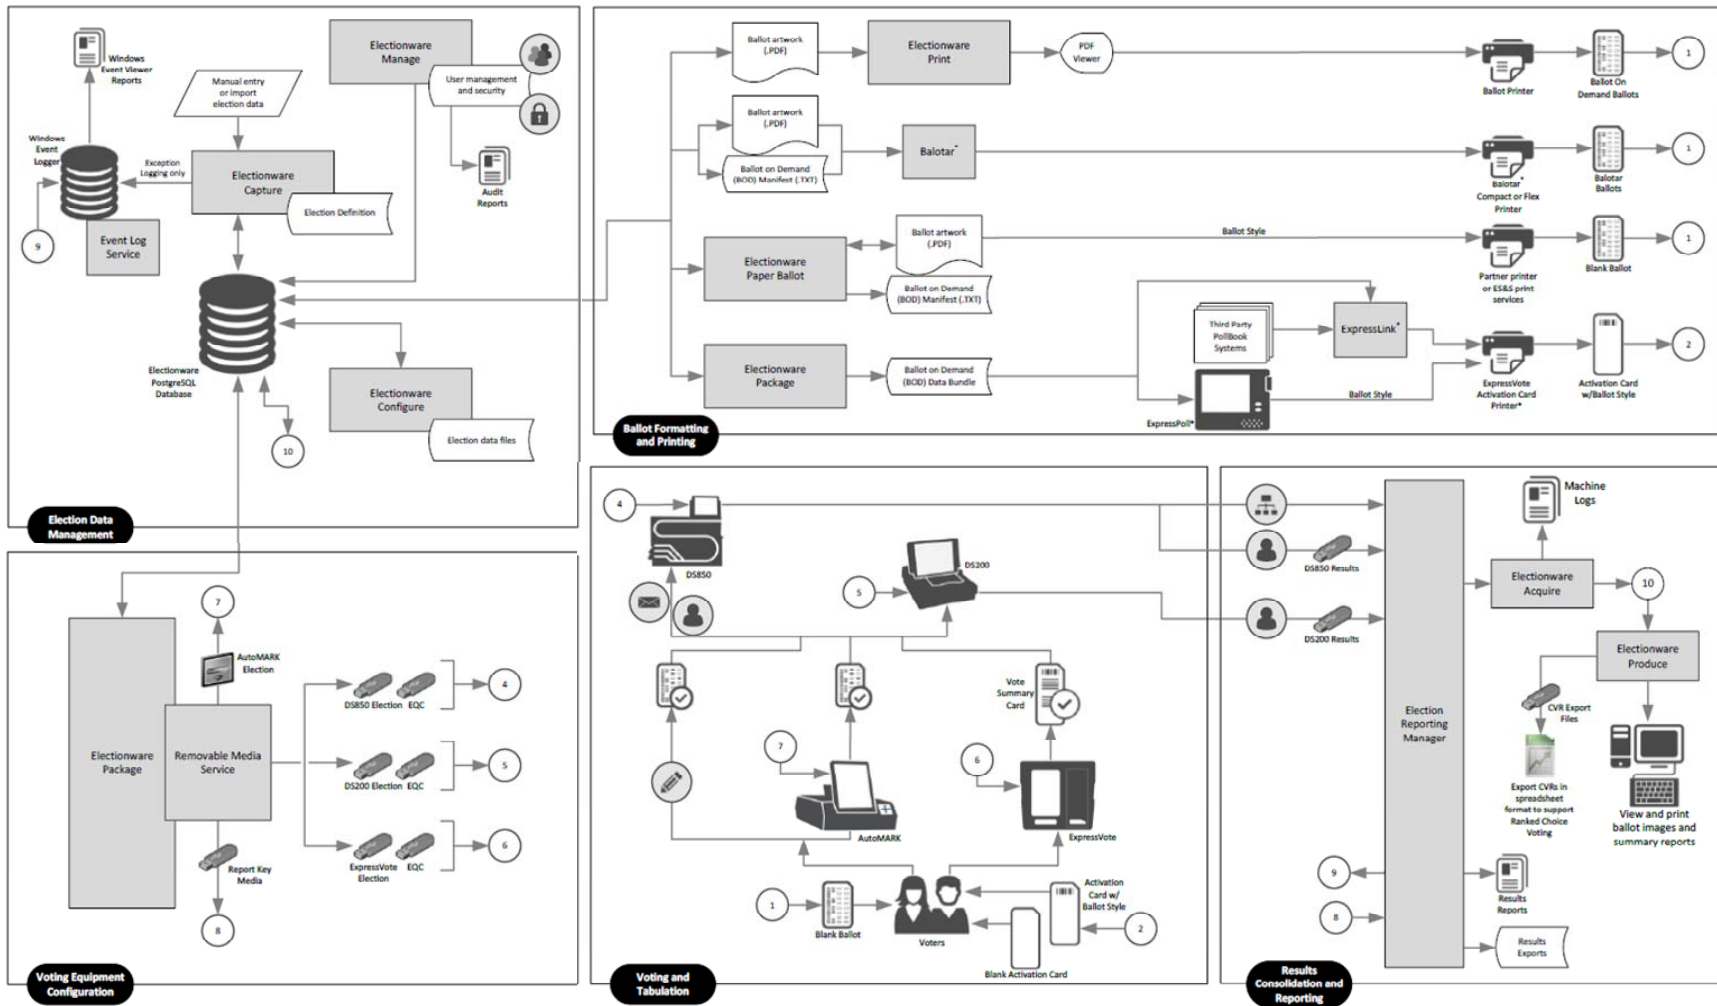 Windows
Event Viewer
Reports
Manual entry
or import
election data
Electionware
Manage
User management
and security
Windows
Event
Logger
Exception
Logging only
Electionware
Capture
Election Definition
Audit
Reports
9
Event Log
Service
Electionware
PostgreSQL
Database
Electionware
Configure
Election data files
10
Election Data
Management
Ballot artwork
(.PDF)
Electionware
Print
PDF
Viewer
Ballot Printer
Ballot On
Demand Ballots
1
Ballot artwork
(.PDF)
Ballot on Demand
(BOD) Manifest (.TXT)
Balotar*
Balotar*
Compact or Flex
Printer
Balotar
Ballots
1
Electionware
Paper Ballot
Ballot artwork
(.PDF)
Ballot on Demand
(BOD) Manifest (.TXT)
Ballot Style
Partner printer
or ES&S print
services
Blank Ballot
1
Electionware
Package
Ballot on Demand
(BOD) Data Bundle
Third Party
PollBook
Systems
ExpressLink*
ExpressPoll*
Ballot Style
ExpressVote
Activation Card
Printer*
Activation Card
w/Ballot Style
2
Ballot Formatting
and Printing
7
AutoMARK
Election
Electionware
Package
Removable Media
Service
DS850 Election EQC
4
DS200 Election EQC
5
ExpressVote
Election
EQC
6
Report Key
Media
8
Voting Equipment
Configuration
4
DS850
5
DS200
Vote
Summary
Card
7
AutoMARK
6
ExpressVote
1
Blank Ballot
Voters
Activation
Card w/
Ballot Style
2
Blank Activation Card
Voting and
Tabulation
DS850 Results
DS200 Results
Election
Reporting
Manager
Machine
Logs
Electionware
Acquire
10
Electionware
Produce
CVR Export
Files
Export CVRs in
spreadsheet
format to support
Ranked Choice
Voting
View and print
ballot images and
summary reports
9
8
Results
Reports
Results
Exports
Results
Consolidation and
Reporting